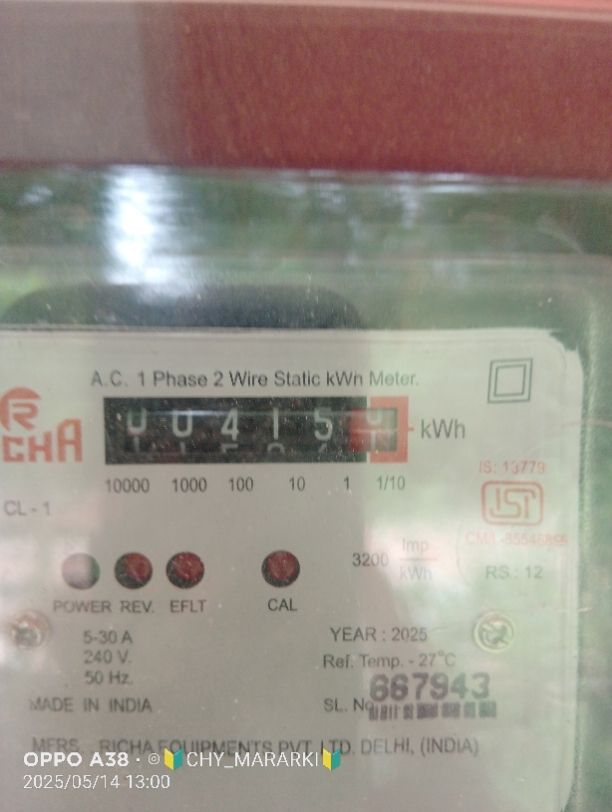 A.C. 1 Phase 2 Wire Static kWh Meter.
RICHA
00415 kWh
10000 1000 100 10 1 1/10
IS: 13779
ISI
CL-1
3200 Imp/kWh
RS: 12
POWER REV. EFLT CAL
5-30 A
240 V.
50 Hz.
YEAR : 2025
Ref. Temp. - 27°C
MADE IN INDIA
SL. No. 667943
MFRS. RICHA EQUIPMENTS PVT. LTD. DELHI, (INDIA)
OPPO A38 · © 🔰CHY_MARARKI🔰
2025/05/14 13:00